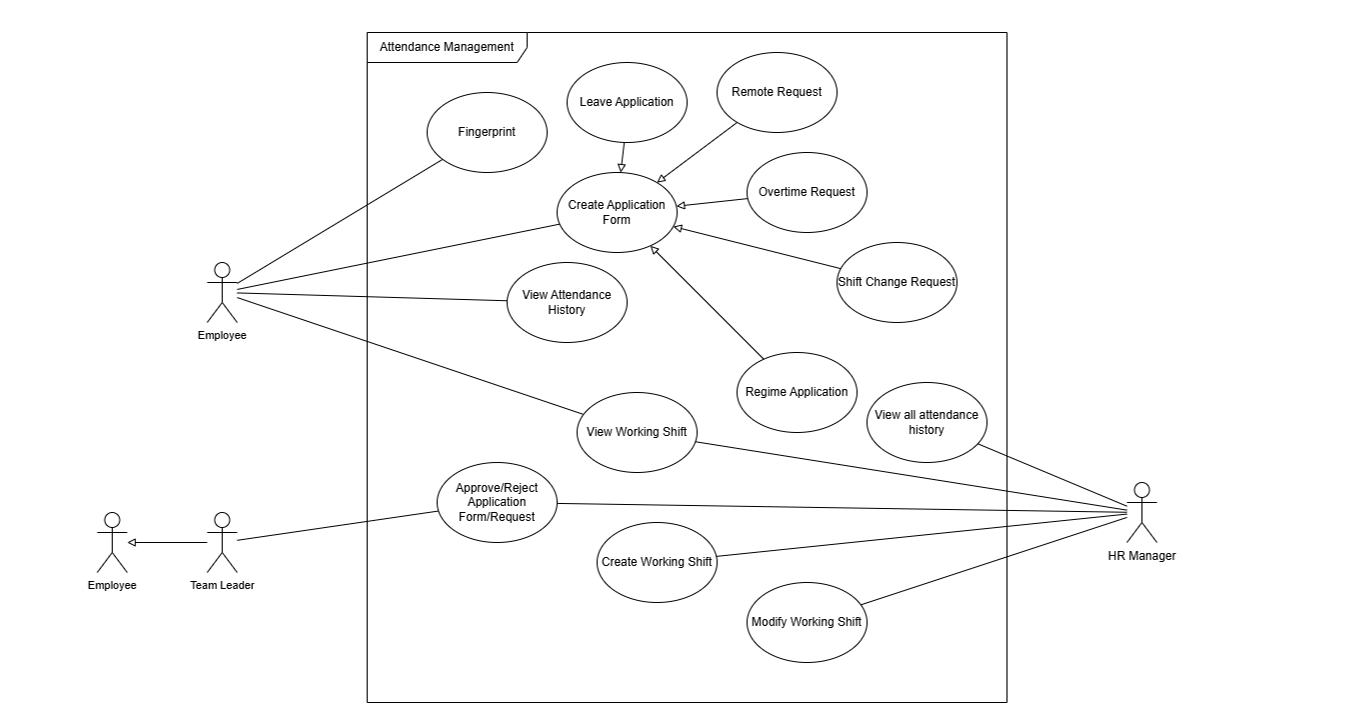 Attendance Management
Remote Request
Leave Application
Fingerprint
Overtime Request
Create Application
Form
Shift Change Request
View Attendance
History
Employee
Regime Application
View all attendance
history
View Working Shift
Approve/Reject
Application
Form/Request
HR Manager
Create Working Shift
Employee
Team Leader
Modify Working Shift